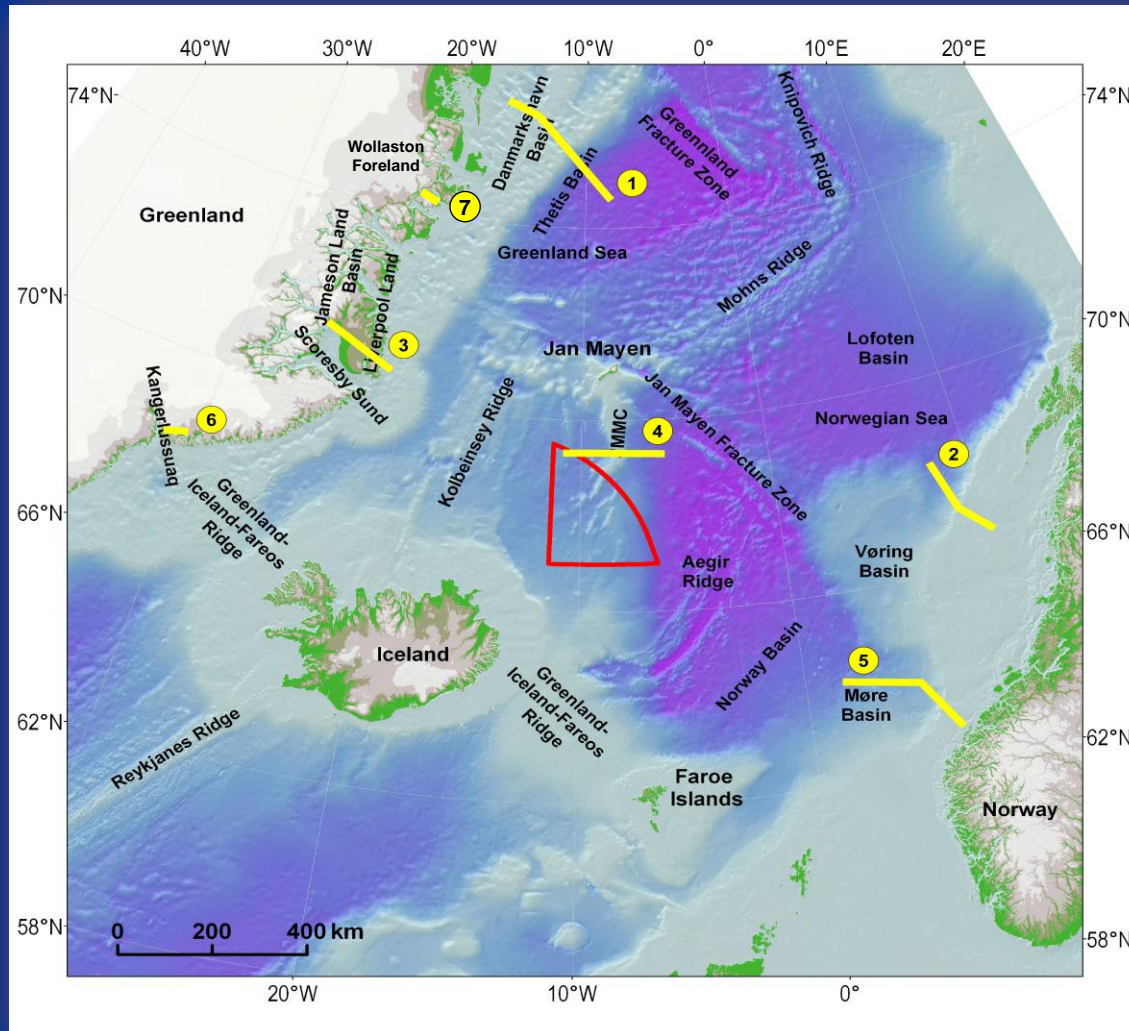 40°W
30°W
20°W
10°W
0°
10°E
20°E
74°N
74°N
70°N
70°N
66°N
66°N
62°N
62°N
58°N
58°N
20°W
10°W
0°
Danmarkshavn
Basin
Wollaston
Foreland
Greennland
Fracture Zone
Knipovich Ridge
1
7
Thetis Basin
Greenland
Greenland Sea
Jameson Land
Basin
Liverpool Land
Mohns Ridge
Scoresby Sund
3
Jan Mayen
Lofoten
Basin
Kangerlussuaq
6
Kolbeinsey Ridge
JMMC
4
Jan Mayen Fracture Zone
Norwegian Sea
2
Greenland-
Iceland-Fareos
Ridge
Vøring
Basin
Aegir
Ridge
Iceland
Norway Basin
5
Møre
Basin
Greenland-
Iceland-Fareos
Ridge
Reykjanes Ridge
Faroe
Islands
Norway
0 200 400 km